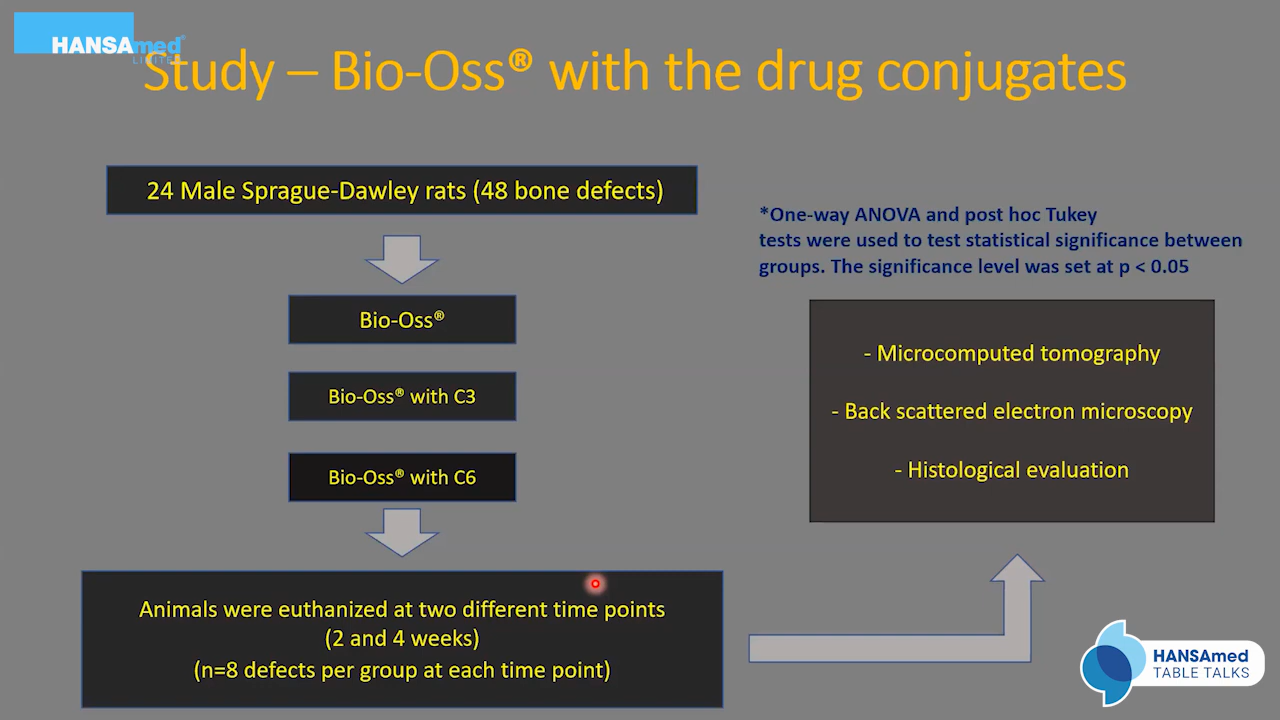 HANSAmed®
LIMITED
Study – Bio-Oss® with the drug conjugates
24 Male Sprague-Dawley rats (48 bone defects)
Bio-Oss®
Bio-Oss® with C3
Bio-Oss® with C6
Animals were euthanized at two different time points
(2 and 4 weeks)
(n=8 defects per group at each time point)
*One-way ANOVA and post hoc Tukey
tests were used to test statistical significance between
groups. The significance level was set at p < 0.05
- Microcomputed tomography
- Back scattered electron microscopy
- Histological evaluation
HANSAmed
TABLE TALKS